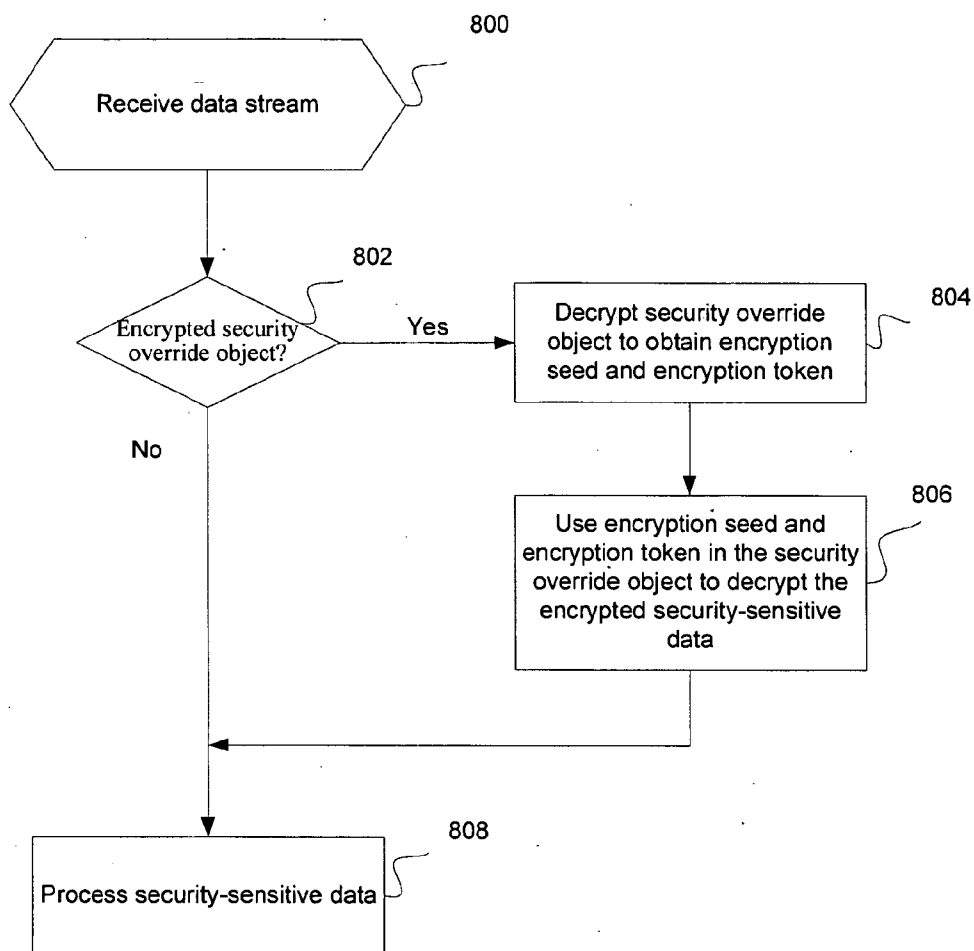 800
Receive data stream
802
Encrypted security
override object?
Yes
Decrypt security override
object to obtain encryption
seed and encryption token
804
No
Use encryption seed and
encryption token in the security
override object to decrypt the
encrypted security-sensitive
data
806
808
Process security-sensitive data